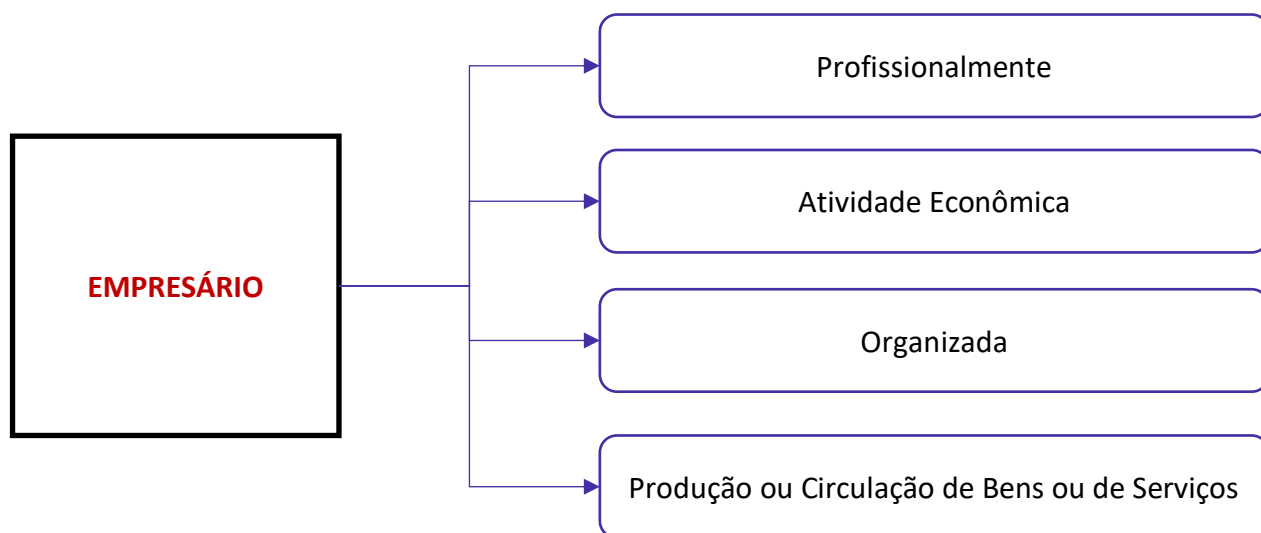 Profissionalmente
Atividade Econômica
EMPRESÁRIO
Organizada
Produção ou Circulação de Bens ou de Serviços